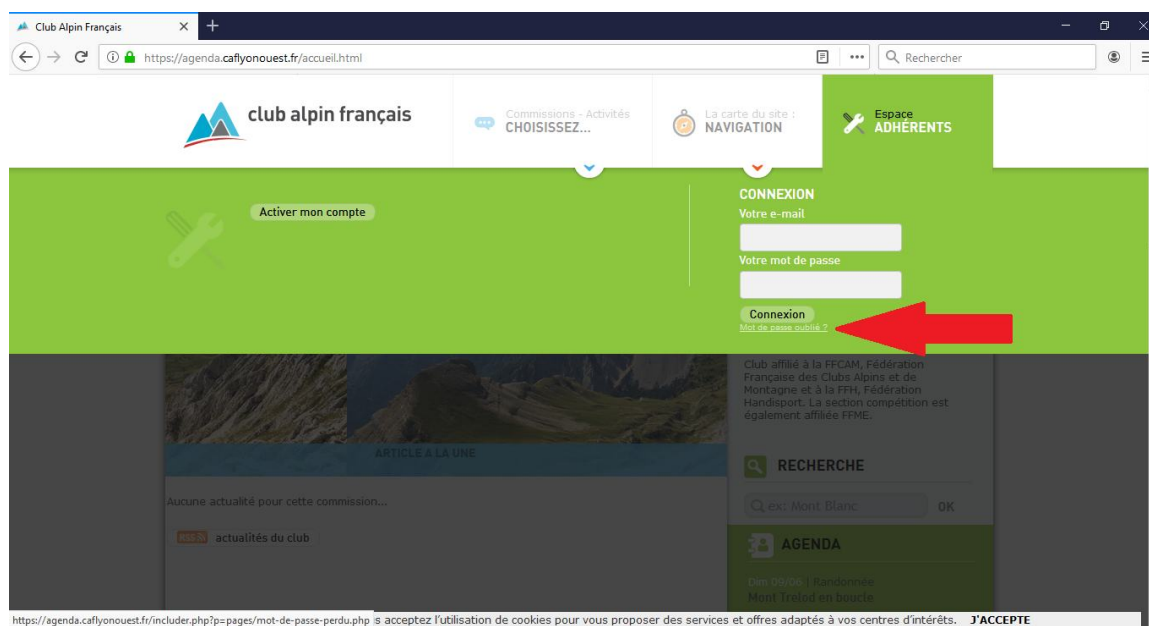 Club Alpin Français
https://agenda.caflyonouest.fr/accueil.html
Rechercher
club alpin français
Commissions - Activités
CHOISISSEZ...
La carte du site :
NAVIGATION
Espace
ADHÉRENTS
Activer mon compte
CONNEXION
Votre e-mail
Votre mot de passe
Connexion
Mot de passe oublié ?
Club affilié à la FFCAM, Fédération
Française des Clubs Alpins et de
Montagne et à la FFH, Fédération
Handisport. La section compétition est
également affiliée FFME.
ARTICLE A LA UNE
RECHERCHE
Aucune actualité pour cette commission...
ex: Mont Blanc
OK
actualités du club
AGENDA
Dim 09/06 | Randonnée
Mont Trelod en boucle
https://agenda.caflyonouest.fr/includer.php?p=pages/mot-de-passe-perdu.php
s acceptez l'utilisation de cookies pour vous proposer des services et offres adaptés à vos centres d'intérêts. J'ACCEPTE